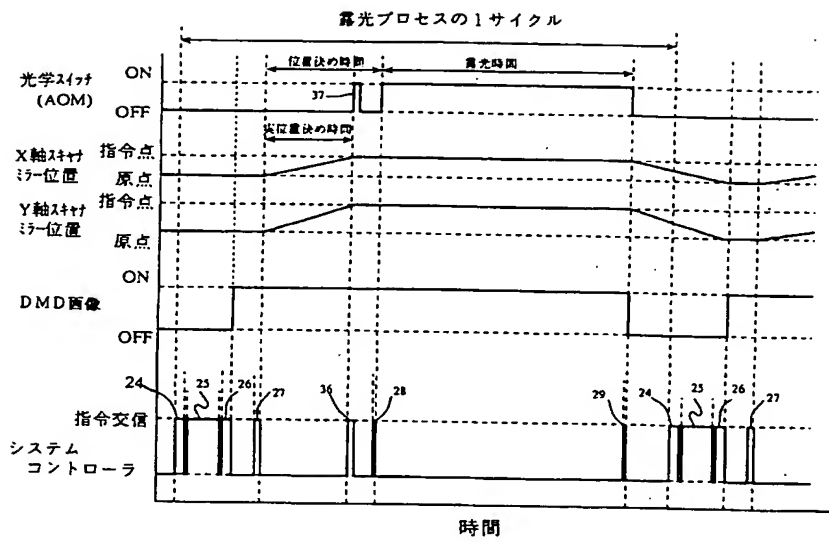 露光プロセスの1サイクル
位置決め時間
露光時間
光学スイッチ
(AOM)
ON
OFF
37
実位置決め時間
X軸スキャナ
ミラー位置
指令点
原点
Y軸スキャナ
ミラー位置
指令点
原点
DMD画像
ON
OFF
24 25 26 27 36 28 29 24 25 26 27
指令交信
システム
コントローラ
時間